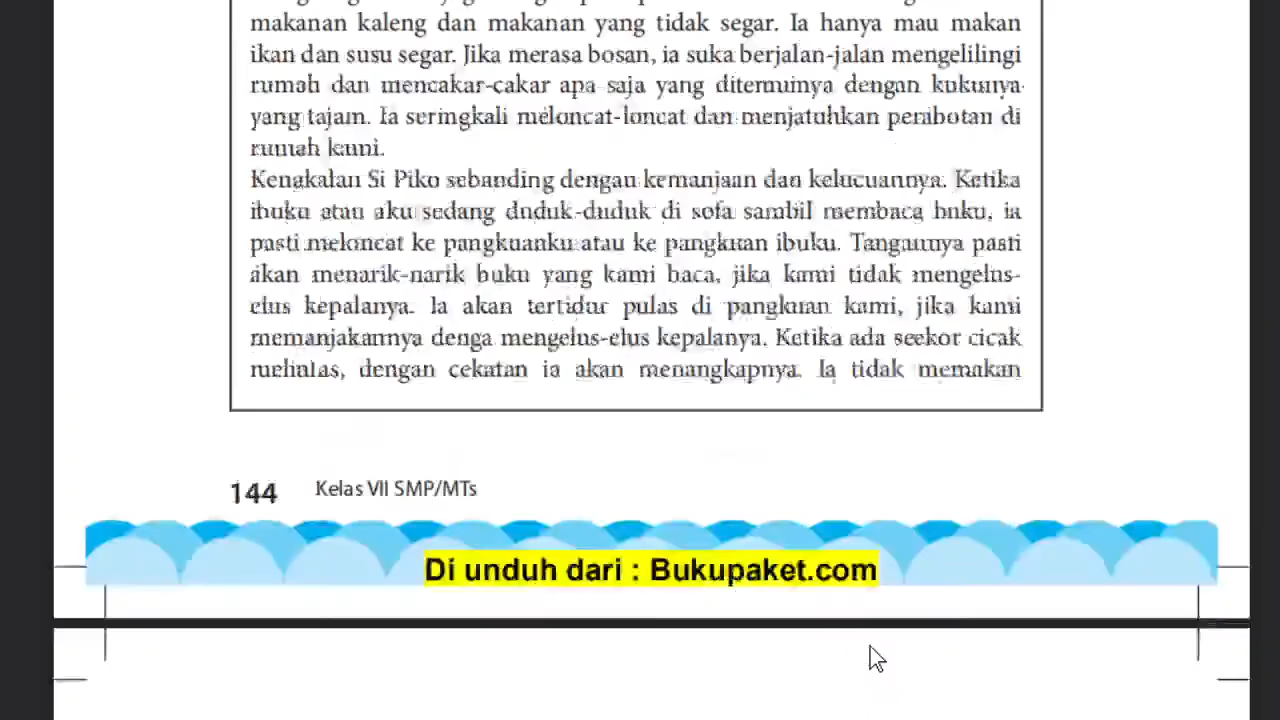 makanan kaleng dan makanan yang tidak segar. Ia hanya mau makan
ikan dan susu segar. Jika merasa bosan, ia suka berjalan-jalan mengelilingi
rumah dan mencakar-cakar apa saja yang ditemuinya dengan kukunya
yang tajam. Ia seringkali meloncat-loncat dan menjatuhkan perabotan di
rumah kami.
Kenakalan Si Piko sebanding dengan kemanjaan dan kelucuannya. Ketika
ibuku atau aku sedang duduk-duduk di sofa sambil membaca buku, ia
pasti meloncat ke pangkuanku atau ke pangkuan ibuku. Tangannya pasti
akan menarik-narik buku yang kami baca, jika kami tidak mengelus-
elus kepalanya. Ia akan tertidur pulas di pangkuan kami, jika kami
memanjakannya denga mengelus-elus kepalanya. Ketika ada seekor cicak
melintas, dengan cekatan ia akan menangkapnya. Ia tidak memakan
144 Kelas VII SMP/MTs
Di unduh dari : Bukupaket.com